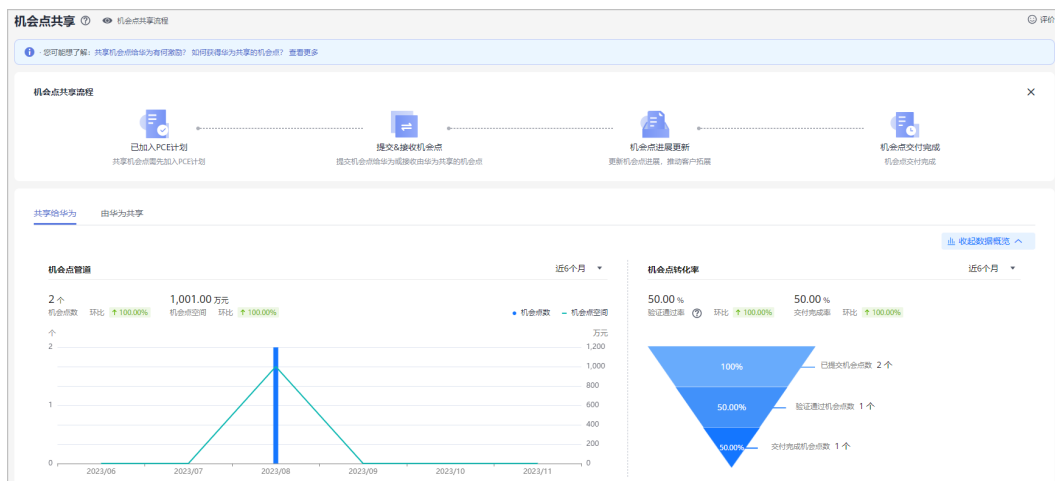 机会点共享 机会点共享流程 评价
您可能想了解：共享机会点给华为有何激励？ 如何获得华为共享的机会点？ 查看更多
机会点共享流程
已加入PCE计划 提交&接收机会点 机会点进展更新 机会点交付完成
共享机会点需先加入PCE计划 提交机会点给华为或接收由华为共享的机会点 更新机会点进展，推动客户拓展 机会点交付完成
共享给华为 由华为共享
收起数据概览
机会点管道 近6个月 机会点转化率 近6个月
2 个 1,001.00 万元 50.00 % 50.00 %
机会点数 环比 ↑ 100.00% 机会点空间 环比 ↑ 100.00% 机会点数 机会点空间 验证通过率 环比 ↑ 100.00% 交付完成率 环比 ↑ 100.00%
个 万元
2 1,200
1,000
800
1 600
400
200
0 0
2023/06 2023/07 2023/08 2023/09 2023/10 2023/11
100% 已提交机会点数 2 个
50.00% 验证通过机会点数 1 个
50.00% 交付完成机会点数 1 个